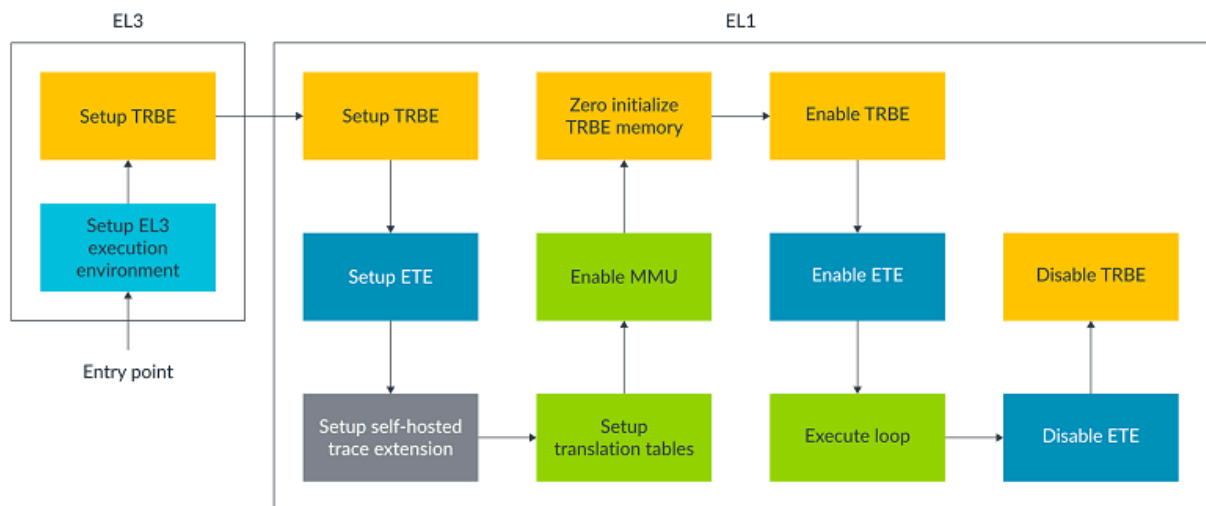 EL3
EL1
Setup TRBE
Setup EL3
execution
environment
Entry point
Setup TRBE
Setup ETE
Setup self-hosted
trace extension
Setup
translation tables
Enable MMU
Zero initialize
TRBE memory
Enable TRBE
Enable ETE
Execute loop
Disable ETE
Disable TRBE